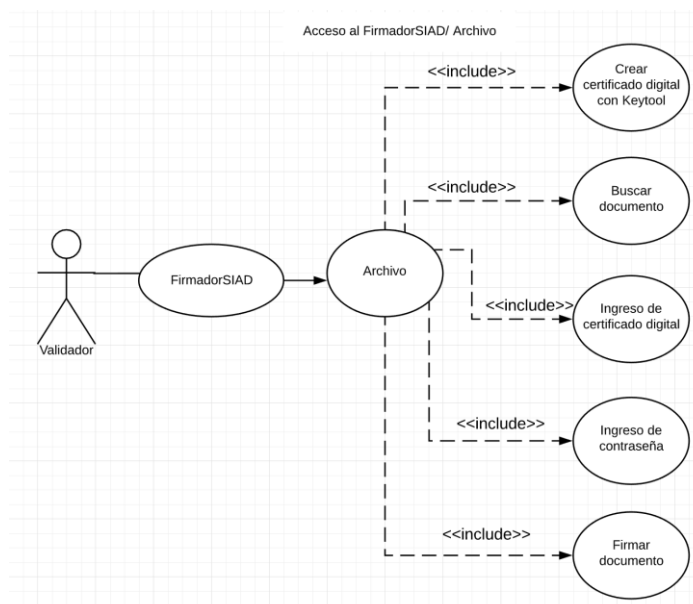 Acceso al FirmadorSIAD/ Archivo
<<include>>
Crear
certificado digital
con Keytool
<<include>>
Buscar
documento
FirmadorSIAD
Archivo
<<include>>
Ingreso de
certificado digital
Validador
<<include>>
Ingreso de
contraseña
<<include>>
Firmar
documento